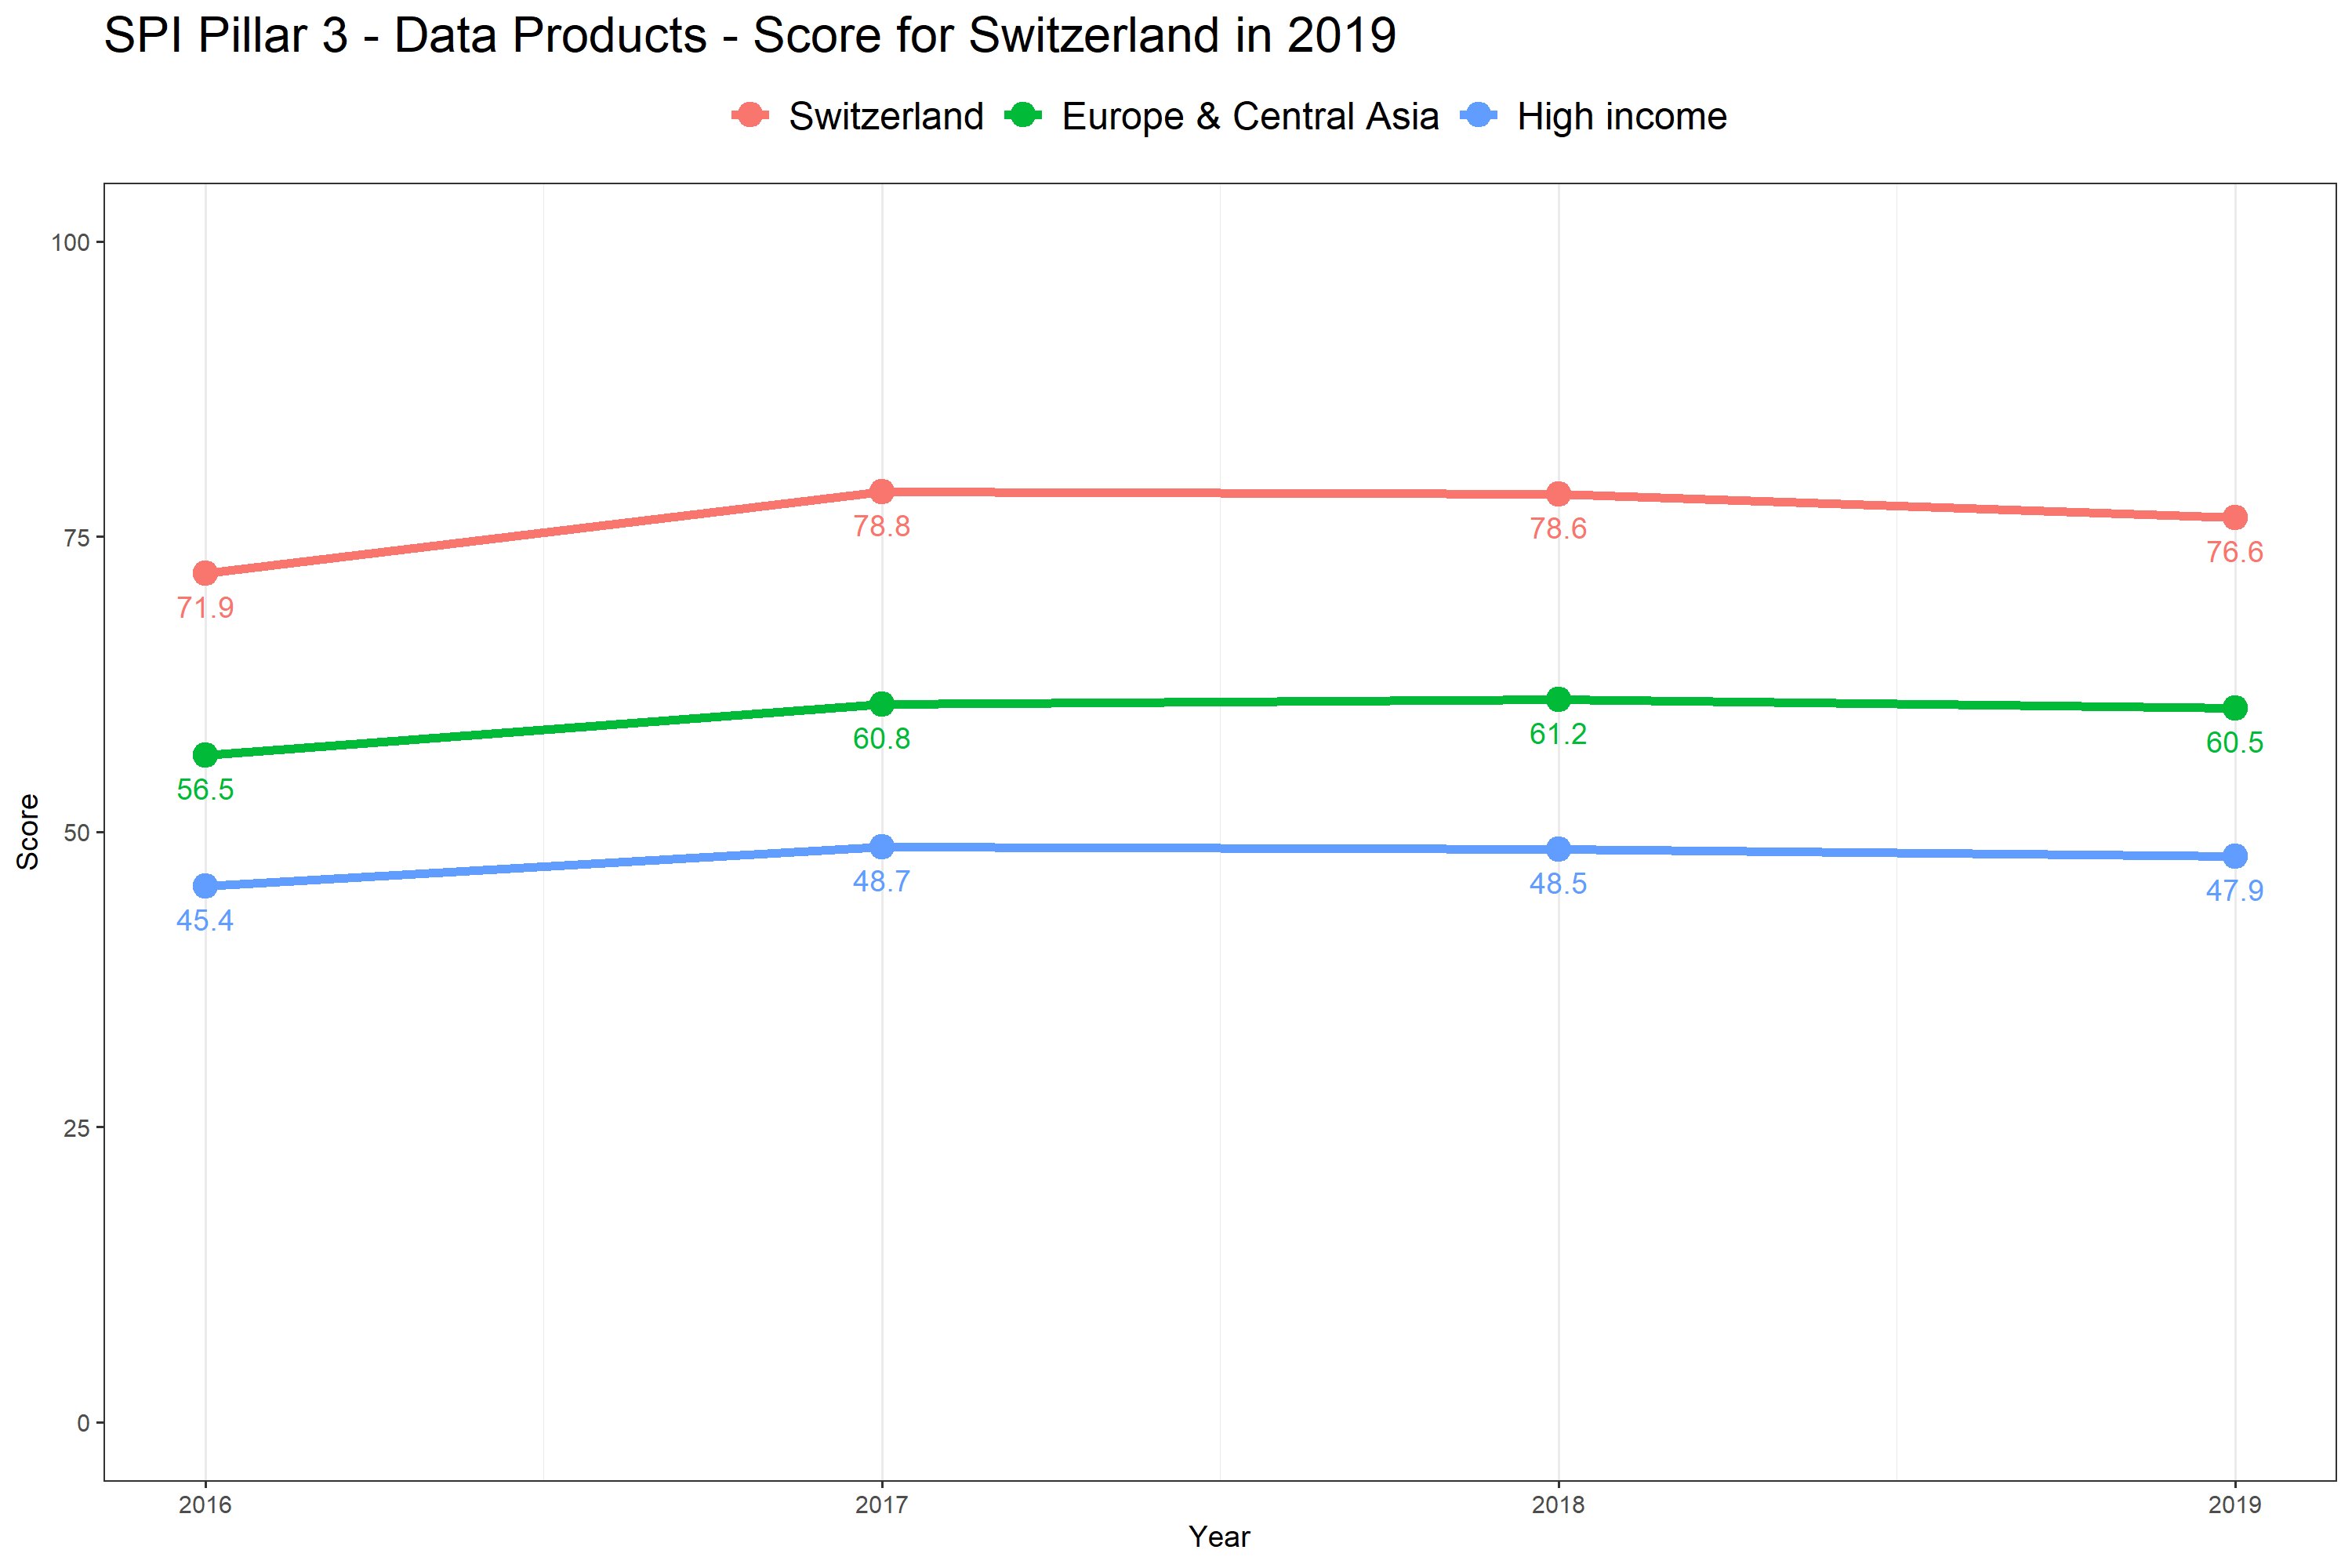 SPI Pillar 3 - Data Products - Score for Switzerland in 2019
Switzerland Europe & Central Asia High income
100
75
50
25
0
Score
71.9 78.8 78.6 76.6
56.5 60.8 61.2 60.5
45.4 48.7 48.5 47.9
2016 2017 2018 2019
Year